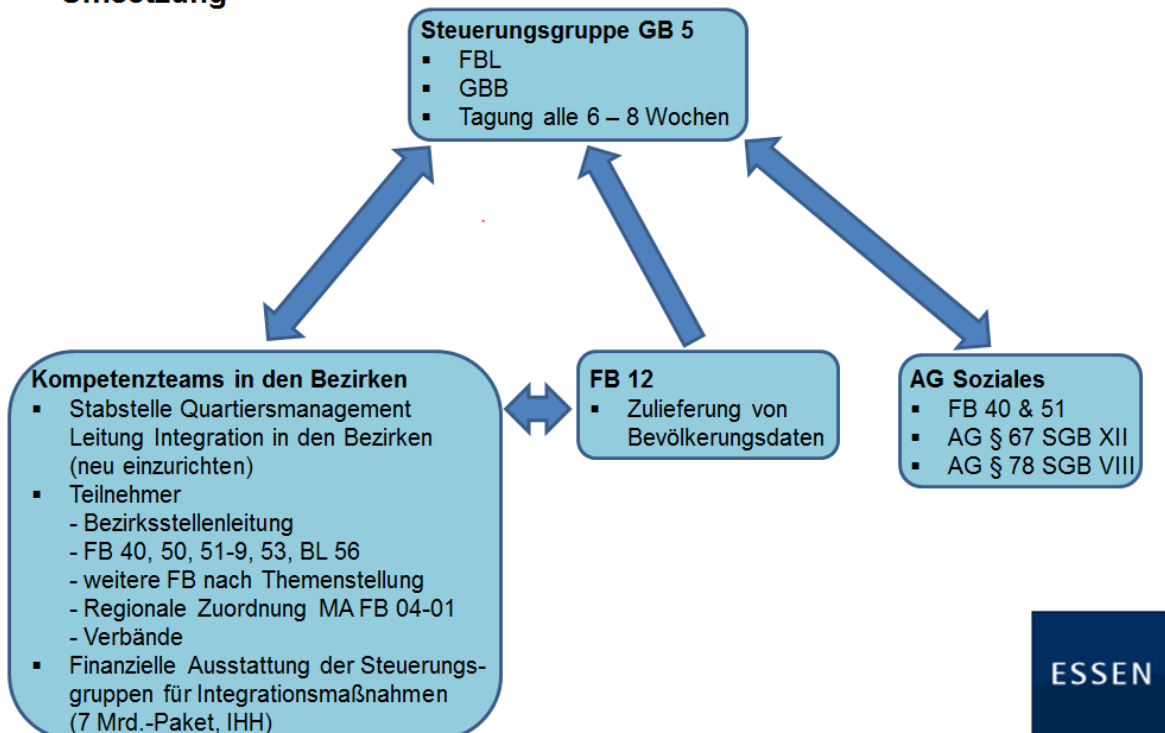 Umsetzung
Steuerungsgruppe GB 5
▪ FBL
▪ GBB
▪ Tagung alle 6 – 8 Wochen
Kompetenzteams in den Bezirken
▪ Stabstelle Quartiersmanagement
Leitung Integration in den Bezirken
(neu einzurichten)
▪ Teilnehmer
- Bezirksstellenleitung
- FB 40, 50, 51-9, 53, BL 56
- weitere FB nach Themenstellung
- Regionale Zuordnung MA FB 04-01
- Verbände
▪ Finanzielle Ausstattung der Steuerungs-
gruppen für Integrationsmaßnahmen
(7 Mrd.-Paket, IHH)
FB 12
▪ Zulieferung von
Bevölkerungsdaten
AG Soziales
▪ FB 40 & 51
▪ AG § 67 SGB XII
▪ AG § 78 SGB VIII
ESSEN